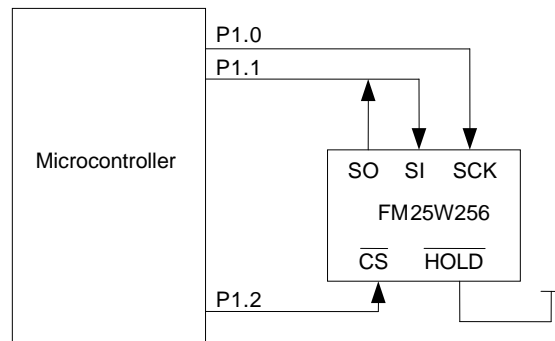 P1.0
P1.1
Microcontroller
SO SI SCK
FM25W256
CS HOLD
P1.2